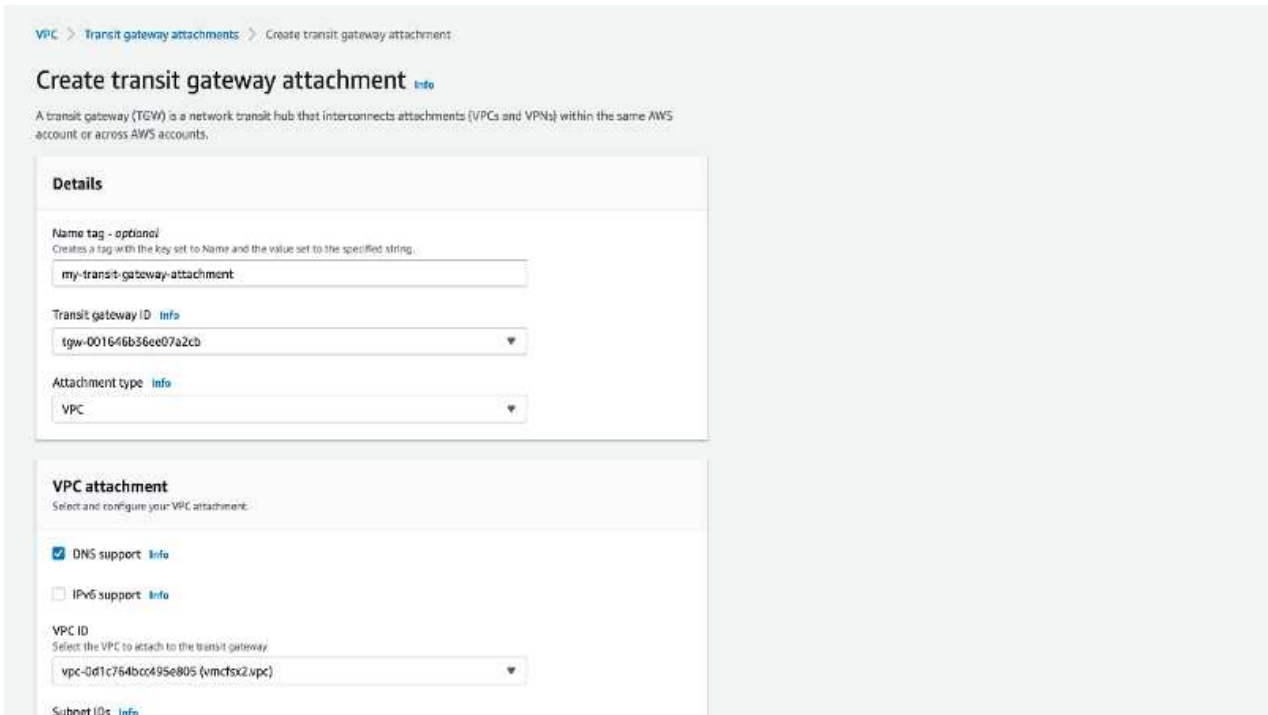 VPC > Transit gateway attachments > Create transit gateway attachment
Create transit gateway attachment Info
A transit gateway (TGW) is a network transit hub that interconnects attachments (VPCs and VPNs) within the same AWS
account or across AWS accounts.
Details
Name tag - optional
Creates a tag with the key set to Name and the value set to the specified string.
my-transit-gateway-attachment
Transit gateway ID Info
tgw-001646b36ee07a2cb
Attachment type Info
VPC
VPC attachment
Select and configure your VPC attachment.
DNS support Info
IPv6 support Info
VPC ID
Select the VPC to attach to the transit gateway.
vpc-0d1c764bcc495e805 (vmcfsx2.vpc)
Subnet IDs Info